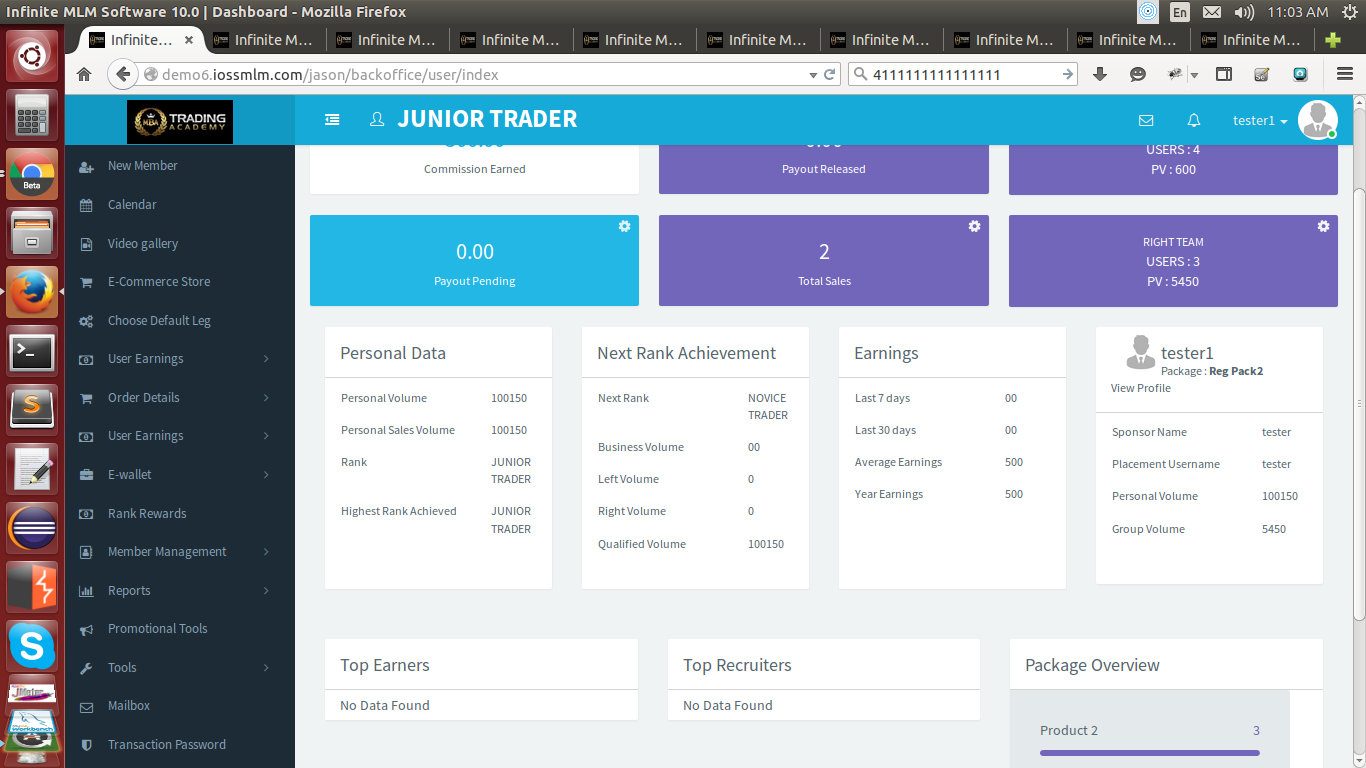 Infinite MLM Software 10.0 | Dashboard - Mozilla Firefox
En
11:03 AM
Infinite...
Infinite M...
Infinite M...
Infinite M...
Infinite M...
Infinite M...
Infinite M...
Infinite M...
Infinite M...
Infinite M...
demo6.iossmlm.com/jason/backoffice/user/index
4111111111111111
MBA TRADING
ACADEMY
JUNIOR TRADER
tester1
Beta
New Member
Calendar
Video gallery
E-Commerce Store
Choose Default Leg
User Earnings
Order Details
User Earnings
E-wallet
Rank Rewards
Member Management
Reports
Promotional Tools
Tools
Mailbox
Transaction Password
Commission Earned
Payout Released
USERS : 4
PV : 600
0.00
Payout Pending
2
Total Sales
RIGHT TEAM
USERS : 3
PV : 5450
Personal Data
Personal Volume 100150
Personal Sales Volume 100150
Rank JUNIOR
TRADER
Highest Rank Achieved JUNIOR
TRADER
Next Rank Achievement
Next Rank NOVICE
TRADER
Business Volume 00
Left Volume 0
Right Volume 0
Qualified Volume 100150
Earnings
Last 7 days 00
Last 30 days 00
Average Earnings 500
Year Earnings 500
tester1
Package : Reg Pack2
View Profile
Sponsor Name tester
Placement Username tester
Personal Volume 100150
Group Volume 5450
Top Earners
No Data Found
Top Recruiters
No Data Found
Package Overview
Product 2 3
JMeter
workbench